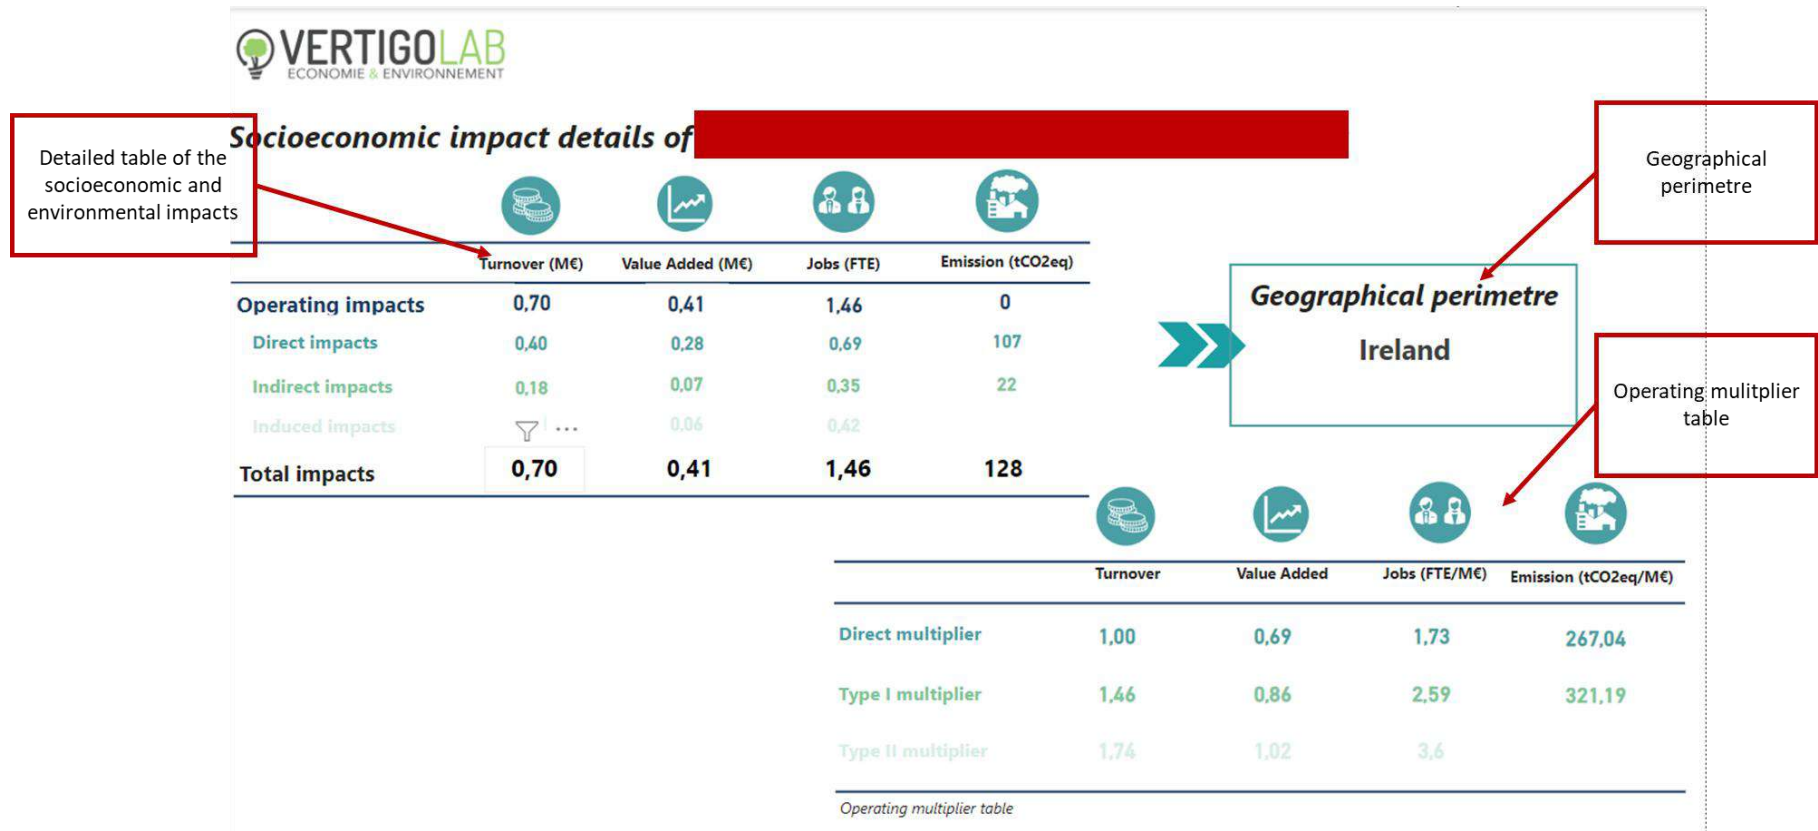 VERTIGOLAB
ECONOMIE & ENVIRONNEMENT
Socioeconomic impact details of
Detailed table of the
socioeconomic and
environmental impacts
Geographical
perimetre
Turnover (M€) Value Added (M€) Jobs (FTE) Emission (tCO2eq)
Operating impacts 0,70 0,41 1,46 0
Direct impacts 0,40 0,28 0,69 107
Indirect impacts 0,18 0,07 0,35 22
Induced impacts 0,06 0,42
Total impacts 0,70 0,41 1,46 128
Geographical perimetre
Ireland
Operating mulitplier
table
Turnover Value Added Jobs (FTE/M€) Emission (tCO2eq/M€)
Direct multiplier 1,00 0,69 1,73 267,04
Type I multiplier 1,46 0,86 2,59 321,19
Type II multiplier 1,74 1,02 3,6
Operating multiplier table